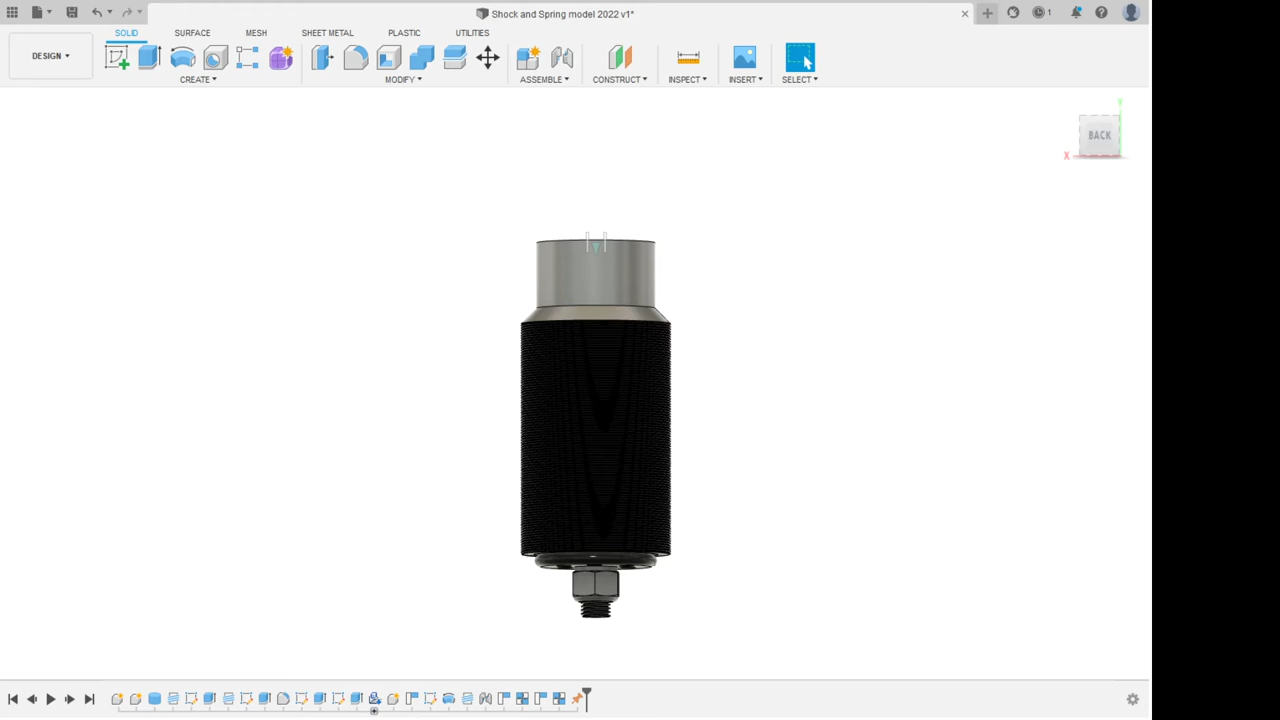 Shock and Spring model 2022 v1*
1
SOLID SURFACE MESH SHEET METAL PLASTIC UTILITIES
DESIGN
CREATE MODIFY ASSEMBLE CONSTRUCT INSPECT INSERT SELECT
BACK
X